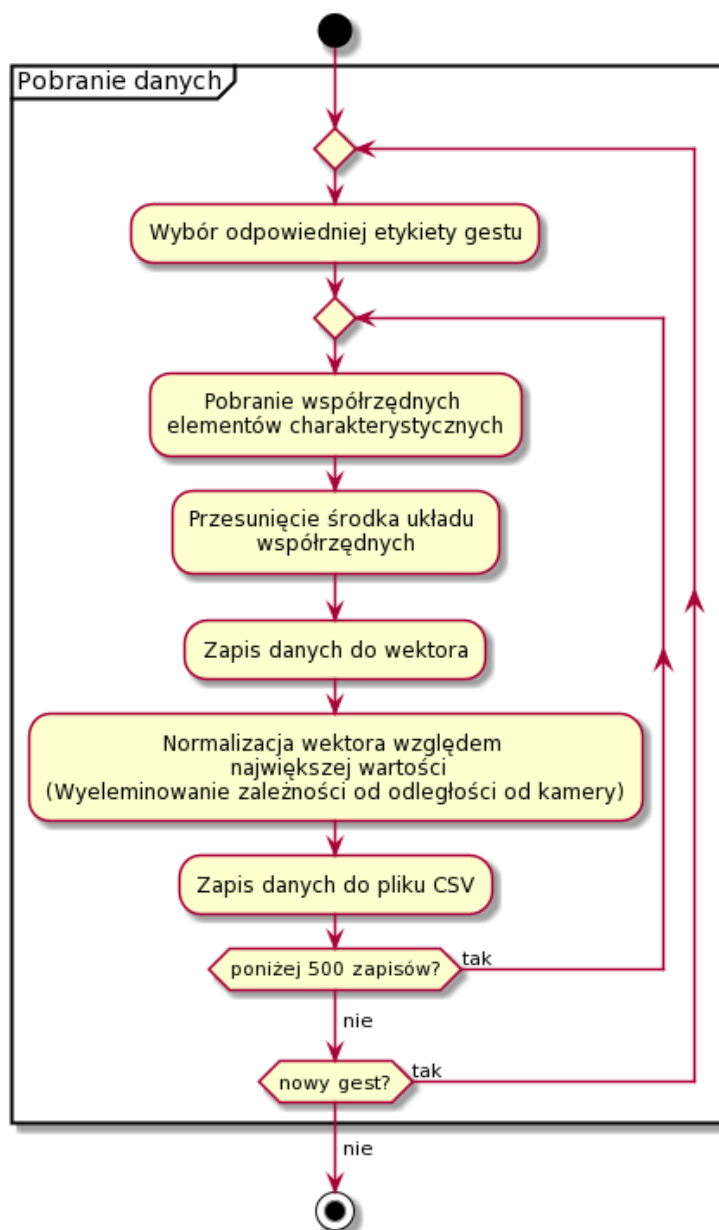 Pobranie danych
Wybór odpowiedniej etykiety gestu
Pobranie współrzędnych
elementów charakterystycznych
Przesunięcie środka układu
współrzędnych
Zapis danych do wektora
Normalizacja wektora względem
największej wartości
(Wyeleminowanie zależności od odległości od kamery)
Zapis danych do pliku CSV
poniżej 500 zapisów?
tak
nie
nowy gest?
tak
nie